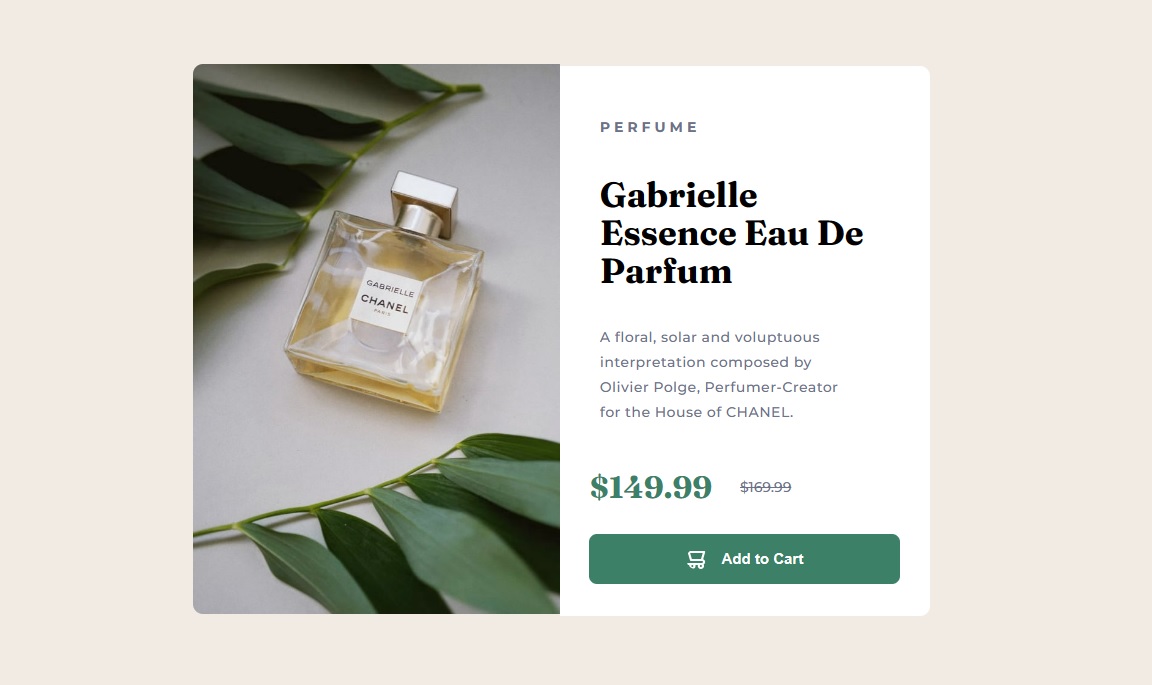 GABRIELLE
CHANEL
PARIS
PERFUME
Gabrielle
Essence Eau De
Parfum
A floral, solar and voluptuous
interpretation composed by
Olivier Polge, Perfumer-Creator
for the House of CHANEL.
$149.99 $169.99
Add to Cart